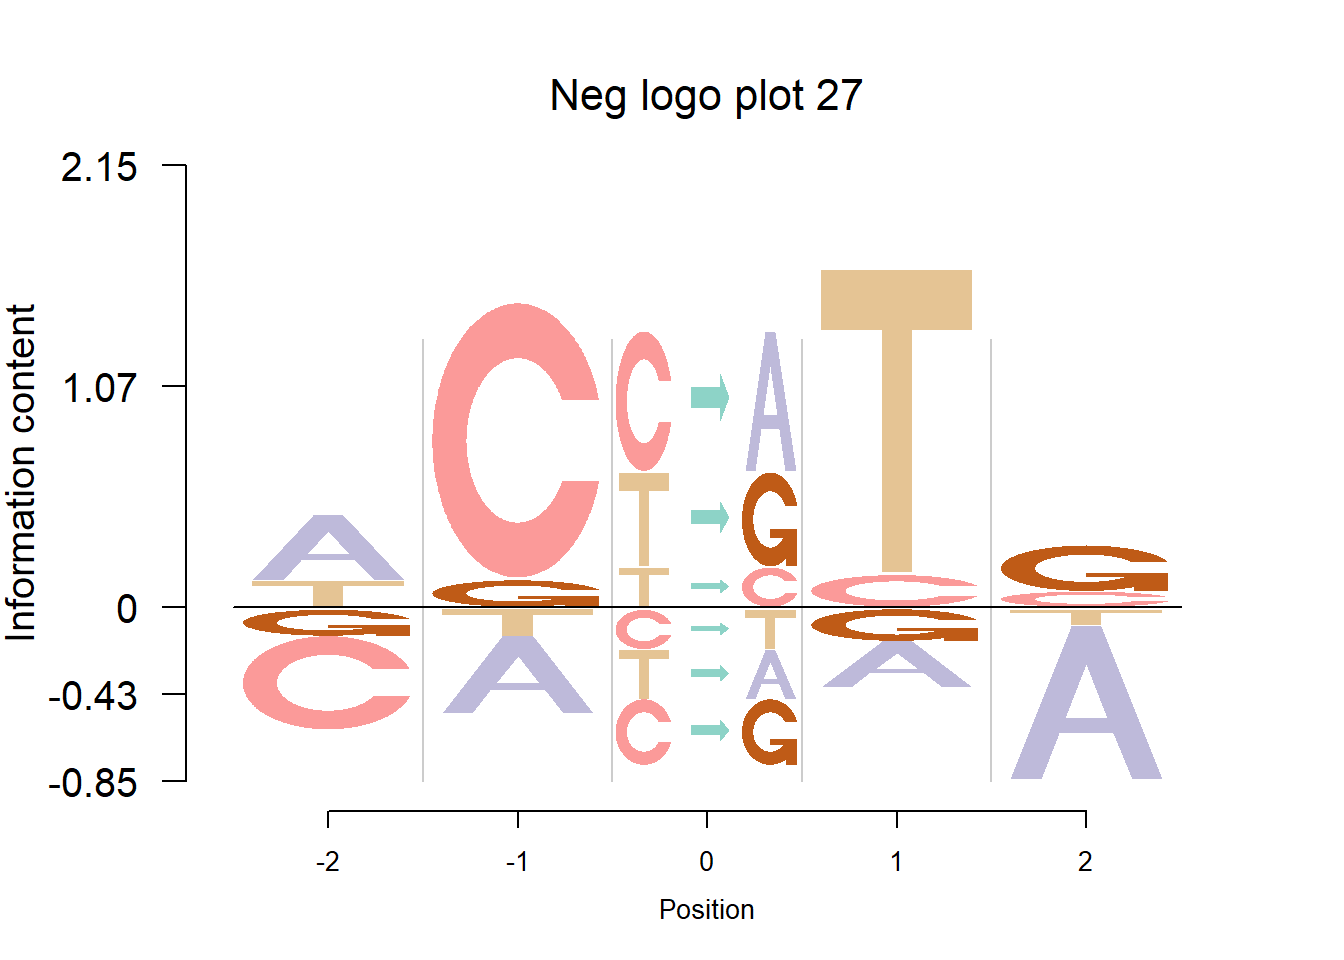 Neg logo plot 27
Information content
2.15
1.07
0
-0.43
-0.85
A T G C
C G T A
C A
T G
T C
C T
T A
C G
T C G A
G C T A
-2 -1 0 1 2
Position